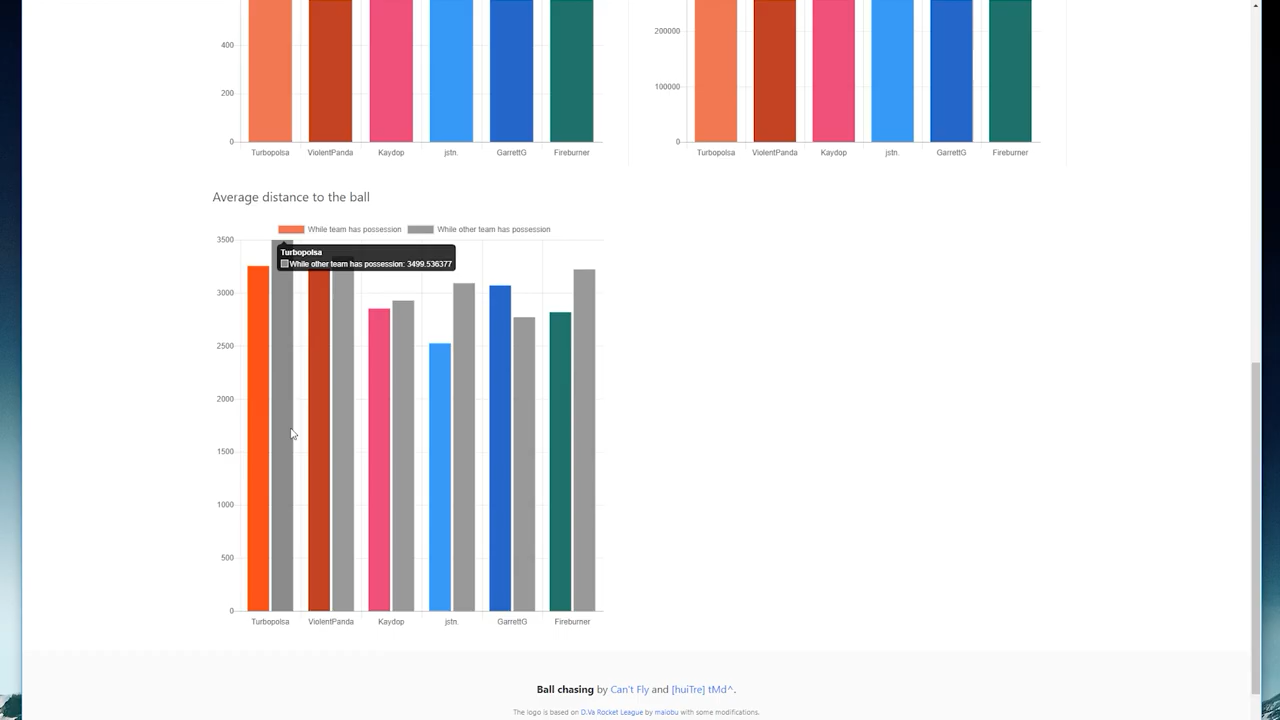 400
200
0
Turbopolsa ViolentPanda Kaydop jstn. GarrettG Fireburner
200000
100000
0
Turbopolsa ViolentPanda Kaydop jstn. GarrettG Fireburner
Average distance to the ball
While team has possession While other team has possession
3500
Turbopolsa
While other team has possession: 3499.536377
3000
2500
2000
1500
1000
500
0
Turbopolsa ViolentPanda Kaydop jstn. GarrettG Fireburner
Ball chasing by Can't Fly and [huiTre] tMd^.
The logo is based on D.Va Rocket League by maiobu with some modifications.